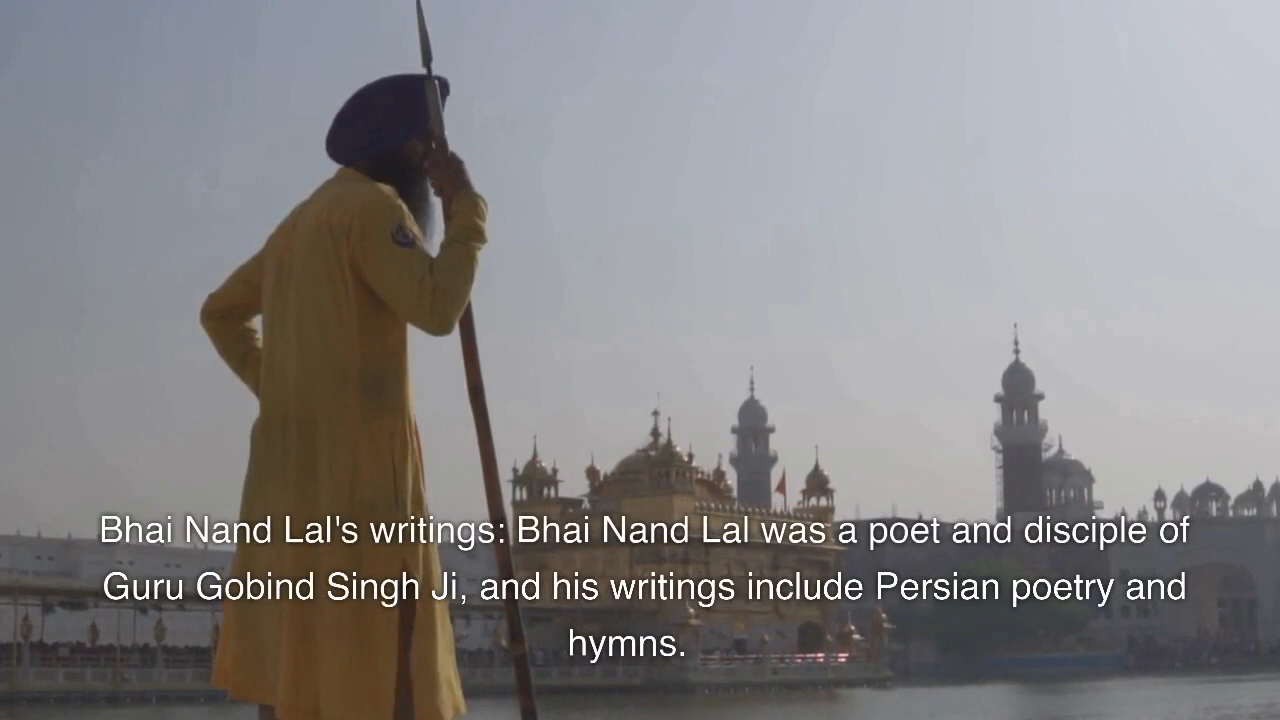 Bhai Nand Lal's writings: Bhai Nand Lal was a poet and disciple of
Guru Gobind Singh Ji, and his writings include Persian poetry and
hymns.